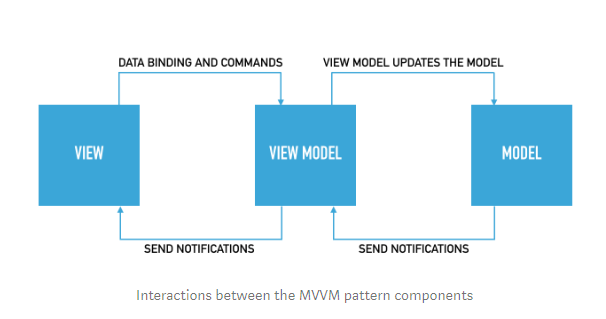 DATA BINDING AND COMMANDS
VIEW MODEL UPDATES THE MODEL
VIEW
VIEW MODEL
MODEL
SEND NOTIFICATIONS
SEND NOTIFICATIONS
Interactions between the MVVM pattern components